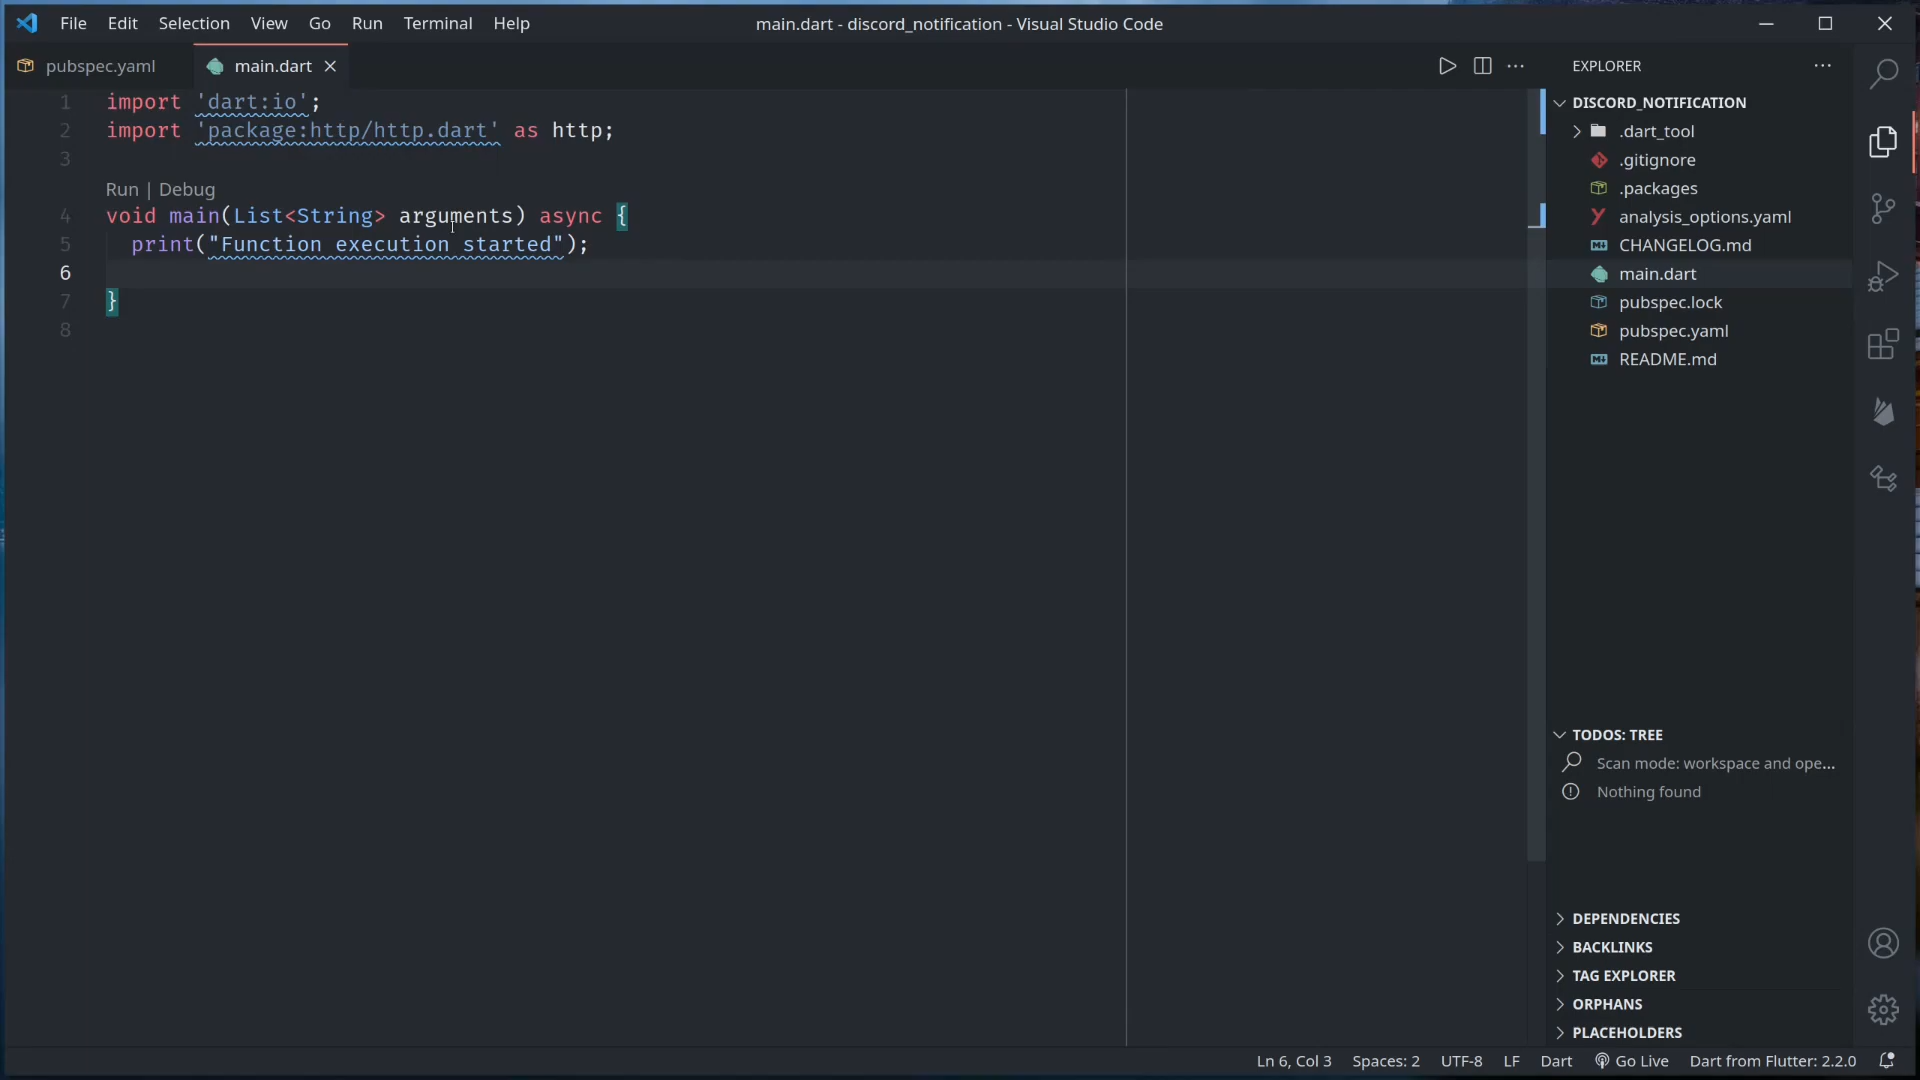 File Edit Selection View Go Run Terminal Help
main.dart - discord_notification - Visual Studio Code
pubspec.yaml
main.dart
1 import 'dart:io';
2 import 'package:http/http.dart' as http;
3
Run | Debug
4 void main(List<String> arguments) async {
5 print("Function execution started");
6
7 }
8
EXPLORER
DISCORD_NOTIFICATION
.dart_tool
.gitignore
.packages
analysis_options.yaml
CHANGELOG.md
main.dart
pubspec.lock
pubspec.yaml
README.md
TODOS: TREE
Scan mode: workspace and ope...
Nothing found
DEPENDENCIES
BACKLINKS
TAG EXPLORER
ORPHANS
PLACEHOLDERS
Ln 6, Col 3 Spaces: 2 UTF-8 LF Dart Go Live Dart from Flutter: 2.2.0